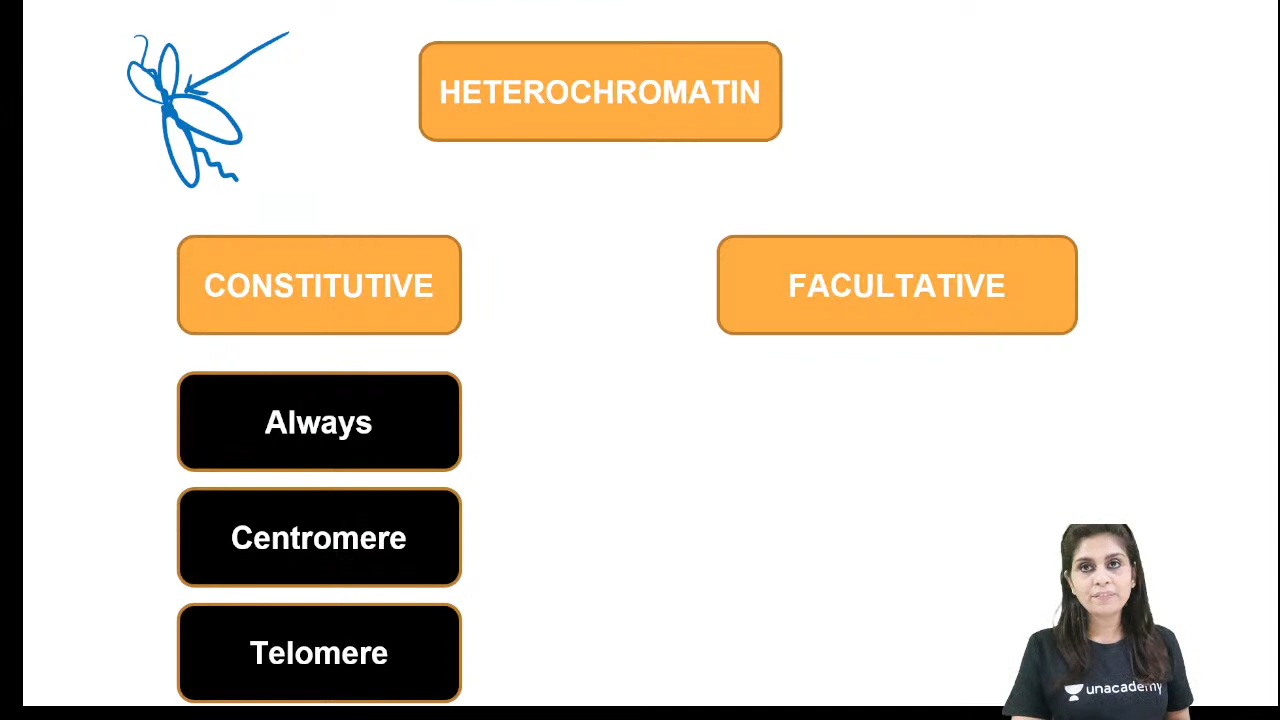 HETEROCHROMATIN
CONSTITUTIVE
FACULTATIVE
Always
Centromere
Telomere
unacademy